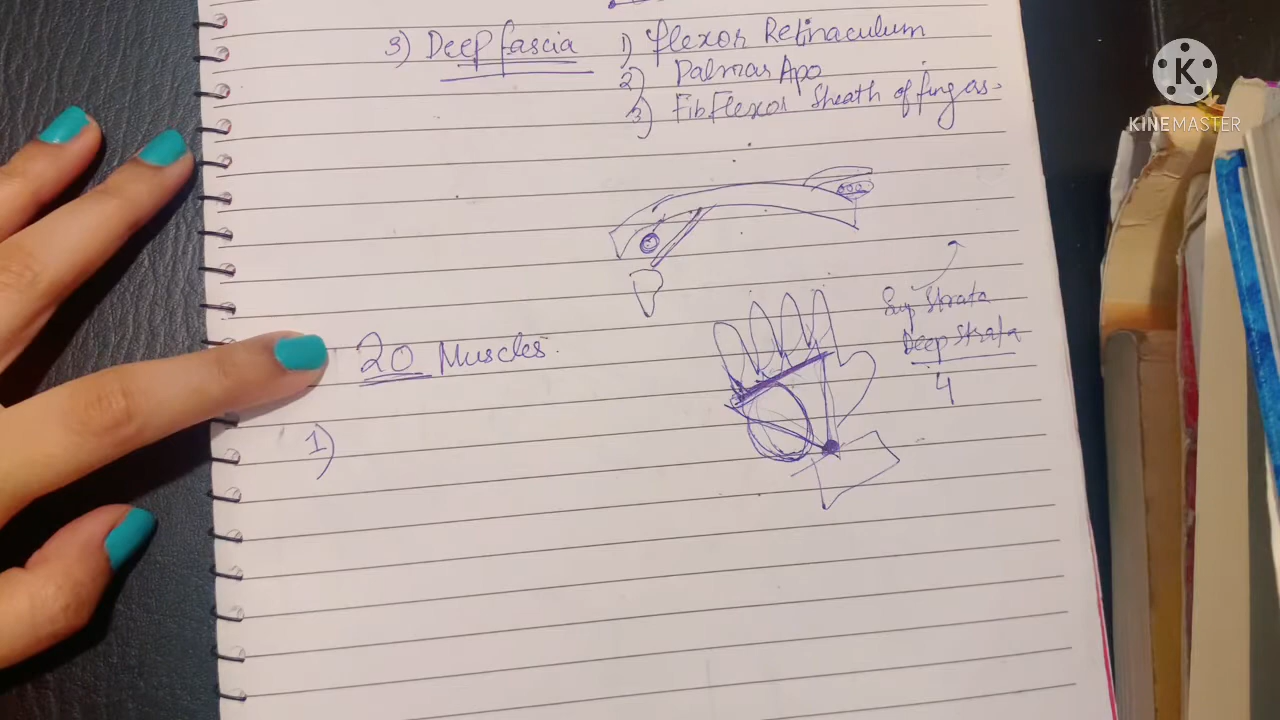 3) Deep fascia 1) flexor Retinaculum
2) Palmar Apo
3) Fib Flexor Sheath of fingers.
Sup Strata
Deep Strata
4
20 Muscles.
1)
K
KINEMASTER